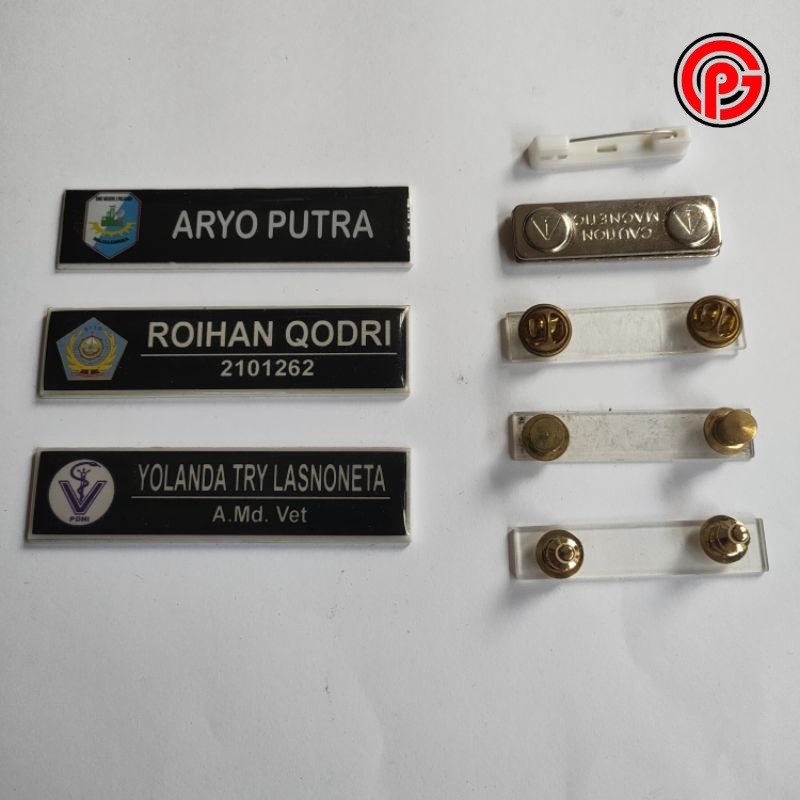 ARYO PUTRA
ROIHAN QODRI
2101262
PDHI
YOLANDA TRY LASNONETA
A.Md. Vet
CAUTION
MAGNETIC